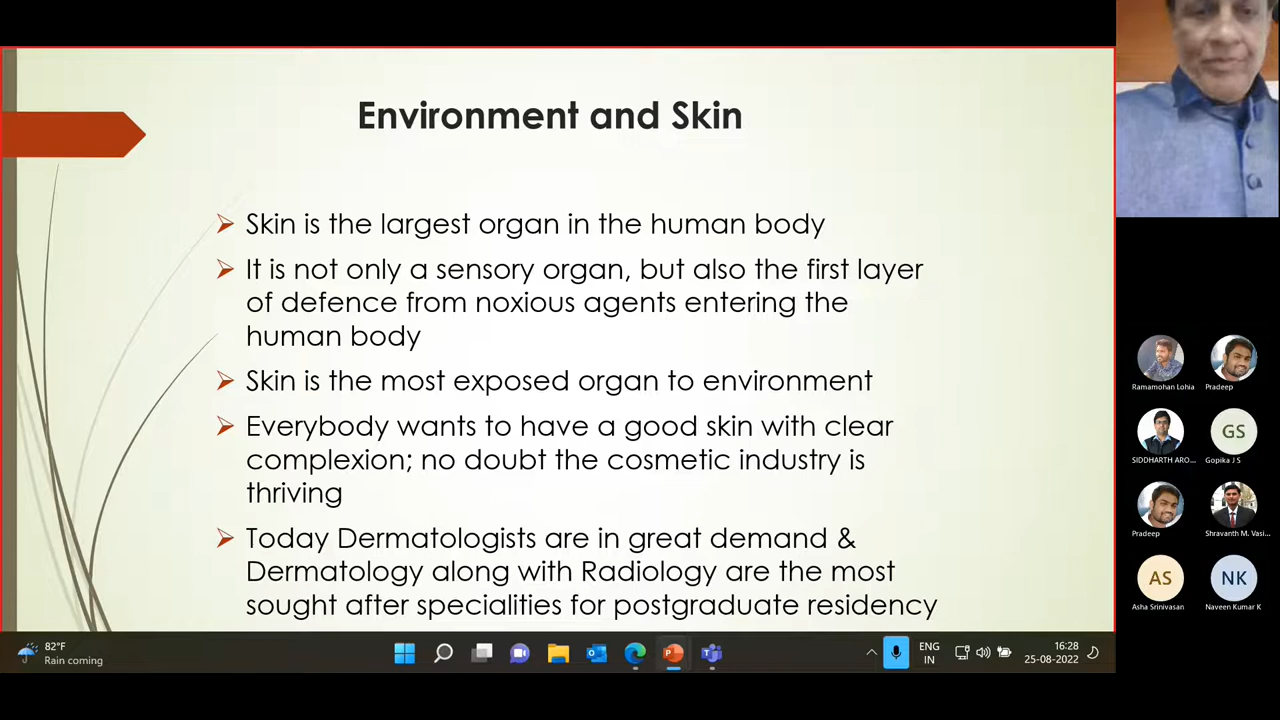 Environment and Skin
Skin is the largest organ in the human body
It is not only a sensory organ, but also the first layer
of defence from noxious agents entering the
human body
Skin is the most exposed organ to environment
Everybody wants to have a good skin with clear
complexion; no doubt the cosmetic industry is
thriving
Today Dermatologists are in great demand &
Dermatology along with Radiology are the most
sought after specialities for postgraduate residency
Ramamohan Lohia
Pradeep
SIDDHARTH ARO...
GS
Gopika J S
Pradeep
Shravanth M. Vasi...
AS
Asha Srinivasan
NK
Naveen Kumar K
82°F
Rain coming
ENG
IN
16:28
25-08-2022